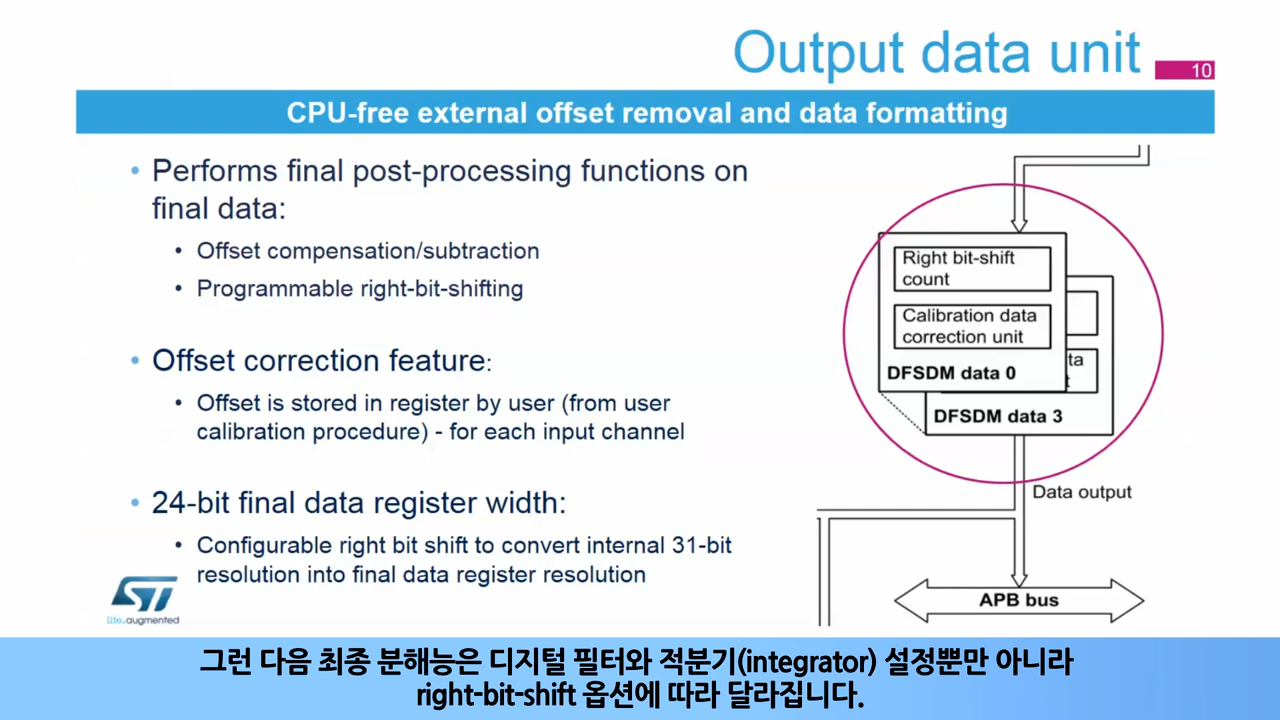 Output data unit
10
CPU-free external offset removal and data formatting
• Performs final post-processing functions on
final data:
• Offset compensation/subtraction
• Programmable right-bit-shifting
• Offset correction feature:
• Offset is stored in register by user (from user
calibration procedure) - for each input channel
• 24-bit final data register width:
• Configurable right bit shift to convert internal 31-bit
resolution into final data register resolution
Right bit-shift
count
Calibration data
correction unit
DFSDM data 0
ta
t
DFSDM data 3
Data output
APB bus
ST
life.augmented
그런 다음 최종 분해능은 디지털 필터와 적분기(integrator) 설정뿐만 아니라
right-bit-shift 옵션에 따라 달라집니다.